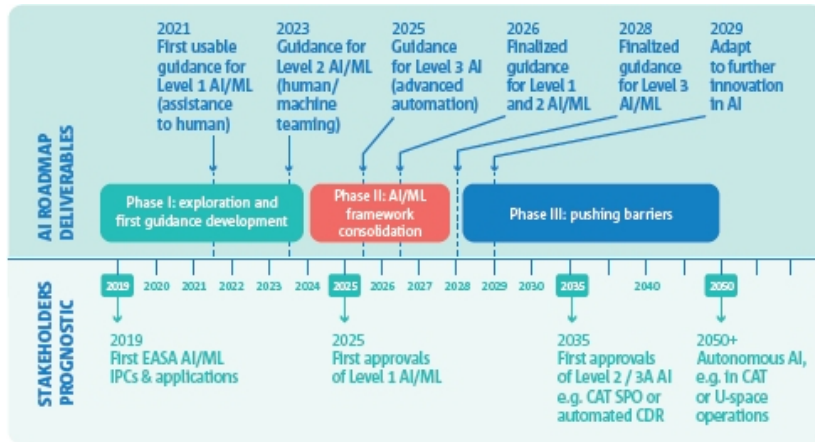 AI ROADMAP
DELIVERABLES
2021
First usable
guidance for
Level 1 AI/ML
(assistance
to human)
2023
Guidance for
Level 2 AI/ML
(human/
machine
teaming)
2025
Guidance
for Level 3 AI
(advanced
automation)
2026
Finalized
guidance
for Level 1
and 2 AI/ML
2028
Finalized
guidance
for Level 3
AI/ML
2029
Adapt
to further
innovation
in AI
Phase I: exploration and
first guidance development
Phase II: AI/ML
framework
consolidation
Phase III: pushing barriers
2019 2020 2021 2022 2023 2024 2025 2026 2027 2028 2029 2030 2035 2040 2050
STAKEHOLDERS
PROGNOSTIC
2019
First EASA AI/ML
IPCs & applications
2025
First approvals
of Level 1 AI/ML
2035
First approvals
of Level 2 / 3A AI
e.g. CAT SPO or
automated CDR
2050+
Autonomous AI,
e.g. in CAT
or U-space
operations